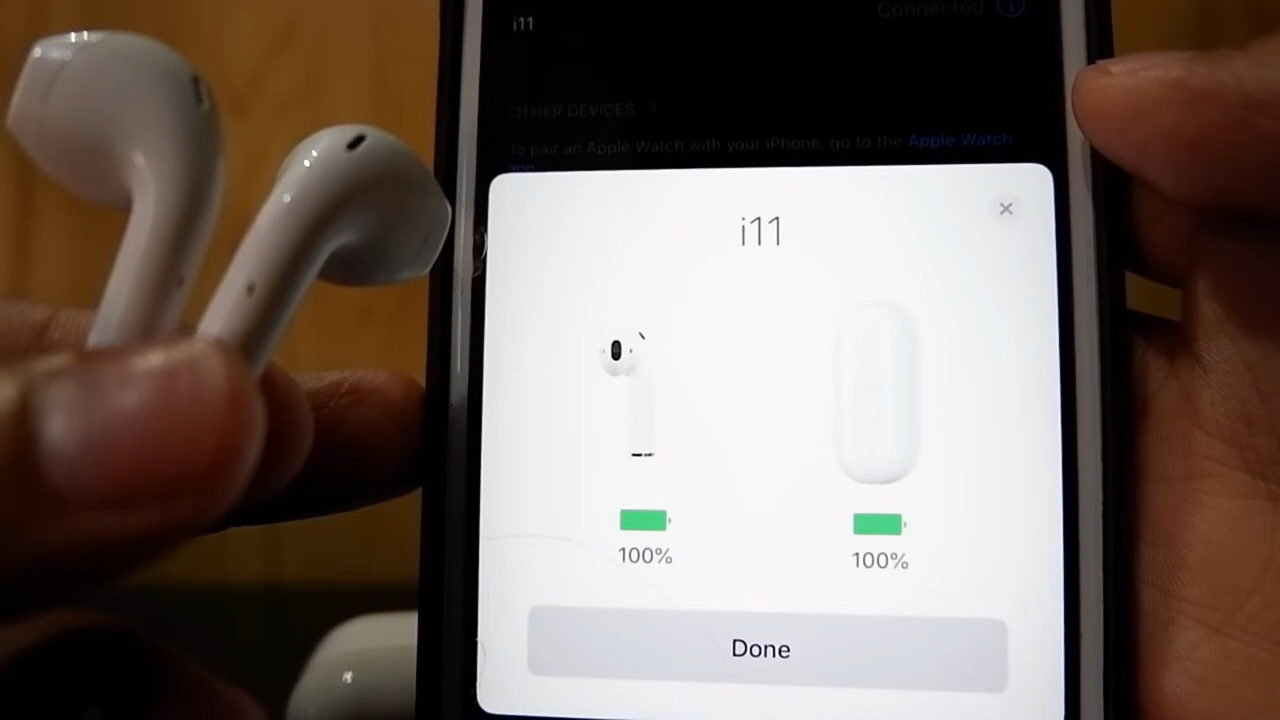 i11
Connected
OTHER DEVICES
To pair an Apple Watch with your iPhone, go to the Apple Watch
app.
i11
100%
100%
Done